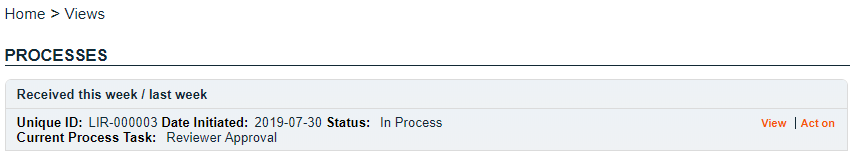 Home > Views
PROCESSES
Received this week / last week
Unique ID: LIR-000003 Date Initiated: 2019-07-30 Status: In Process View | Act on
Current Process Task: Reviewer Approval